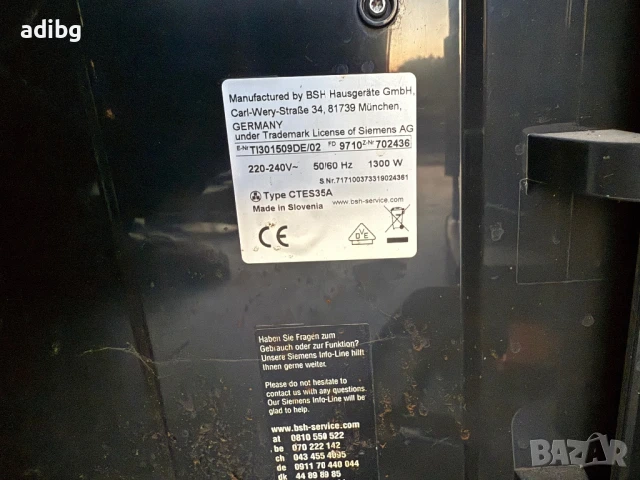 adibg
Manufactured by BSH Hausgeräte GmbH,
Carl-Wery-Straße 34, 81739 München,
GERMANY
under Trademark License of Siemens AG
E-Nr TI301509DE/02 FD 9710 Z-Nr 702436
220-240V~ 50/60 Hz 1300 W
S Nr.717100373319024361
Type CTES35A
Made in Slovenia www.bsh-service.com
CE
VDE
Haben Sie Fragen zum
Gebrauch oder zur Funktion?
Unsere Siemens Info-Line hilft
Ihnen gerne weiter.
Please do not hesitate to
contact us with any questions.
Our Siemens Info-Line will be
glad to help.
www.bsh-service.com
at 0810 550 522
be 070 222 142
ch 043 455 4095
de 0911 70 440 044
dk 44 89 89 85
BAZAR